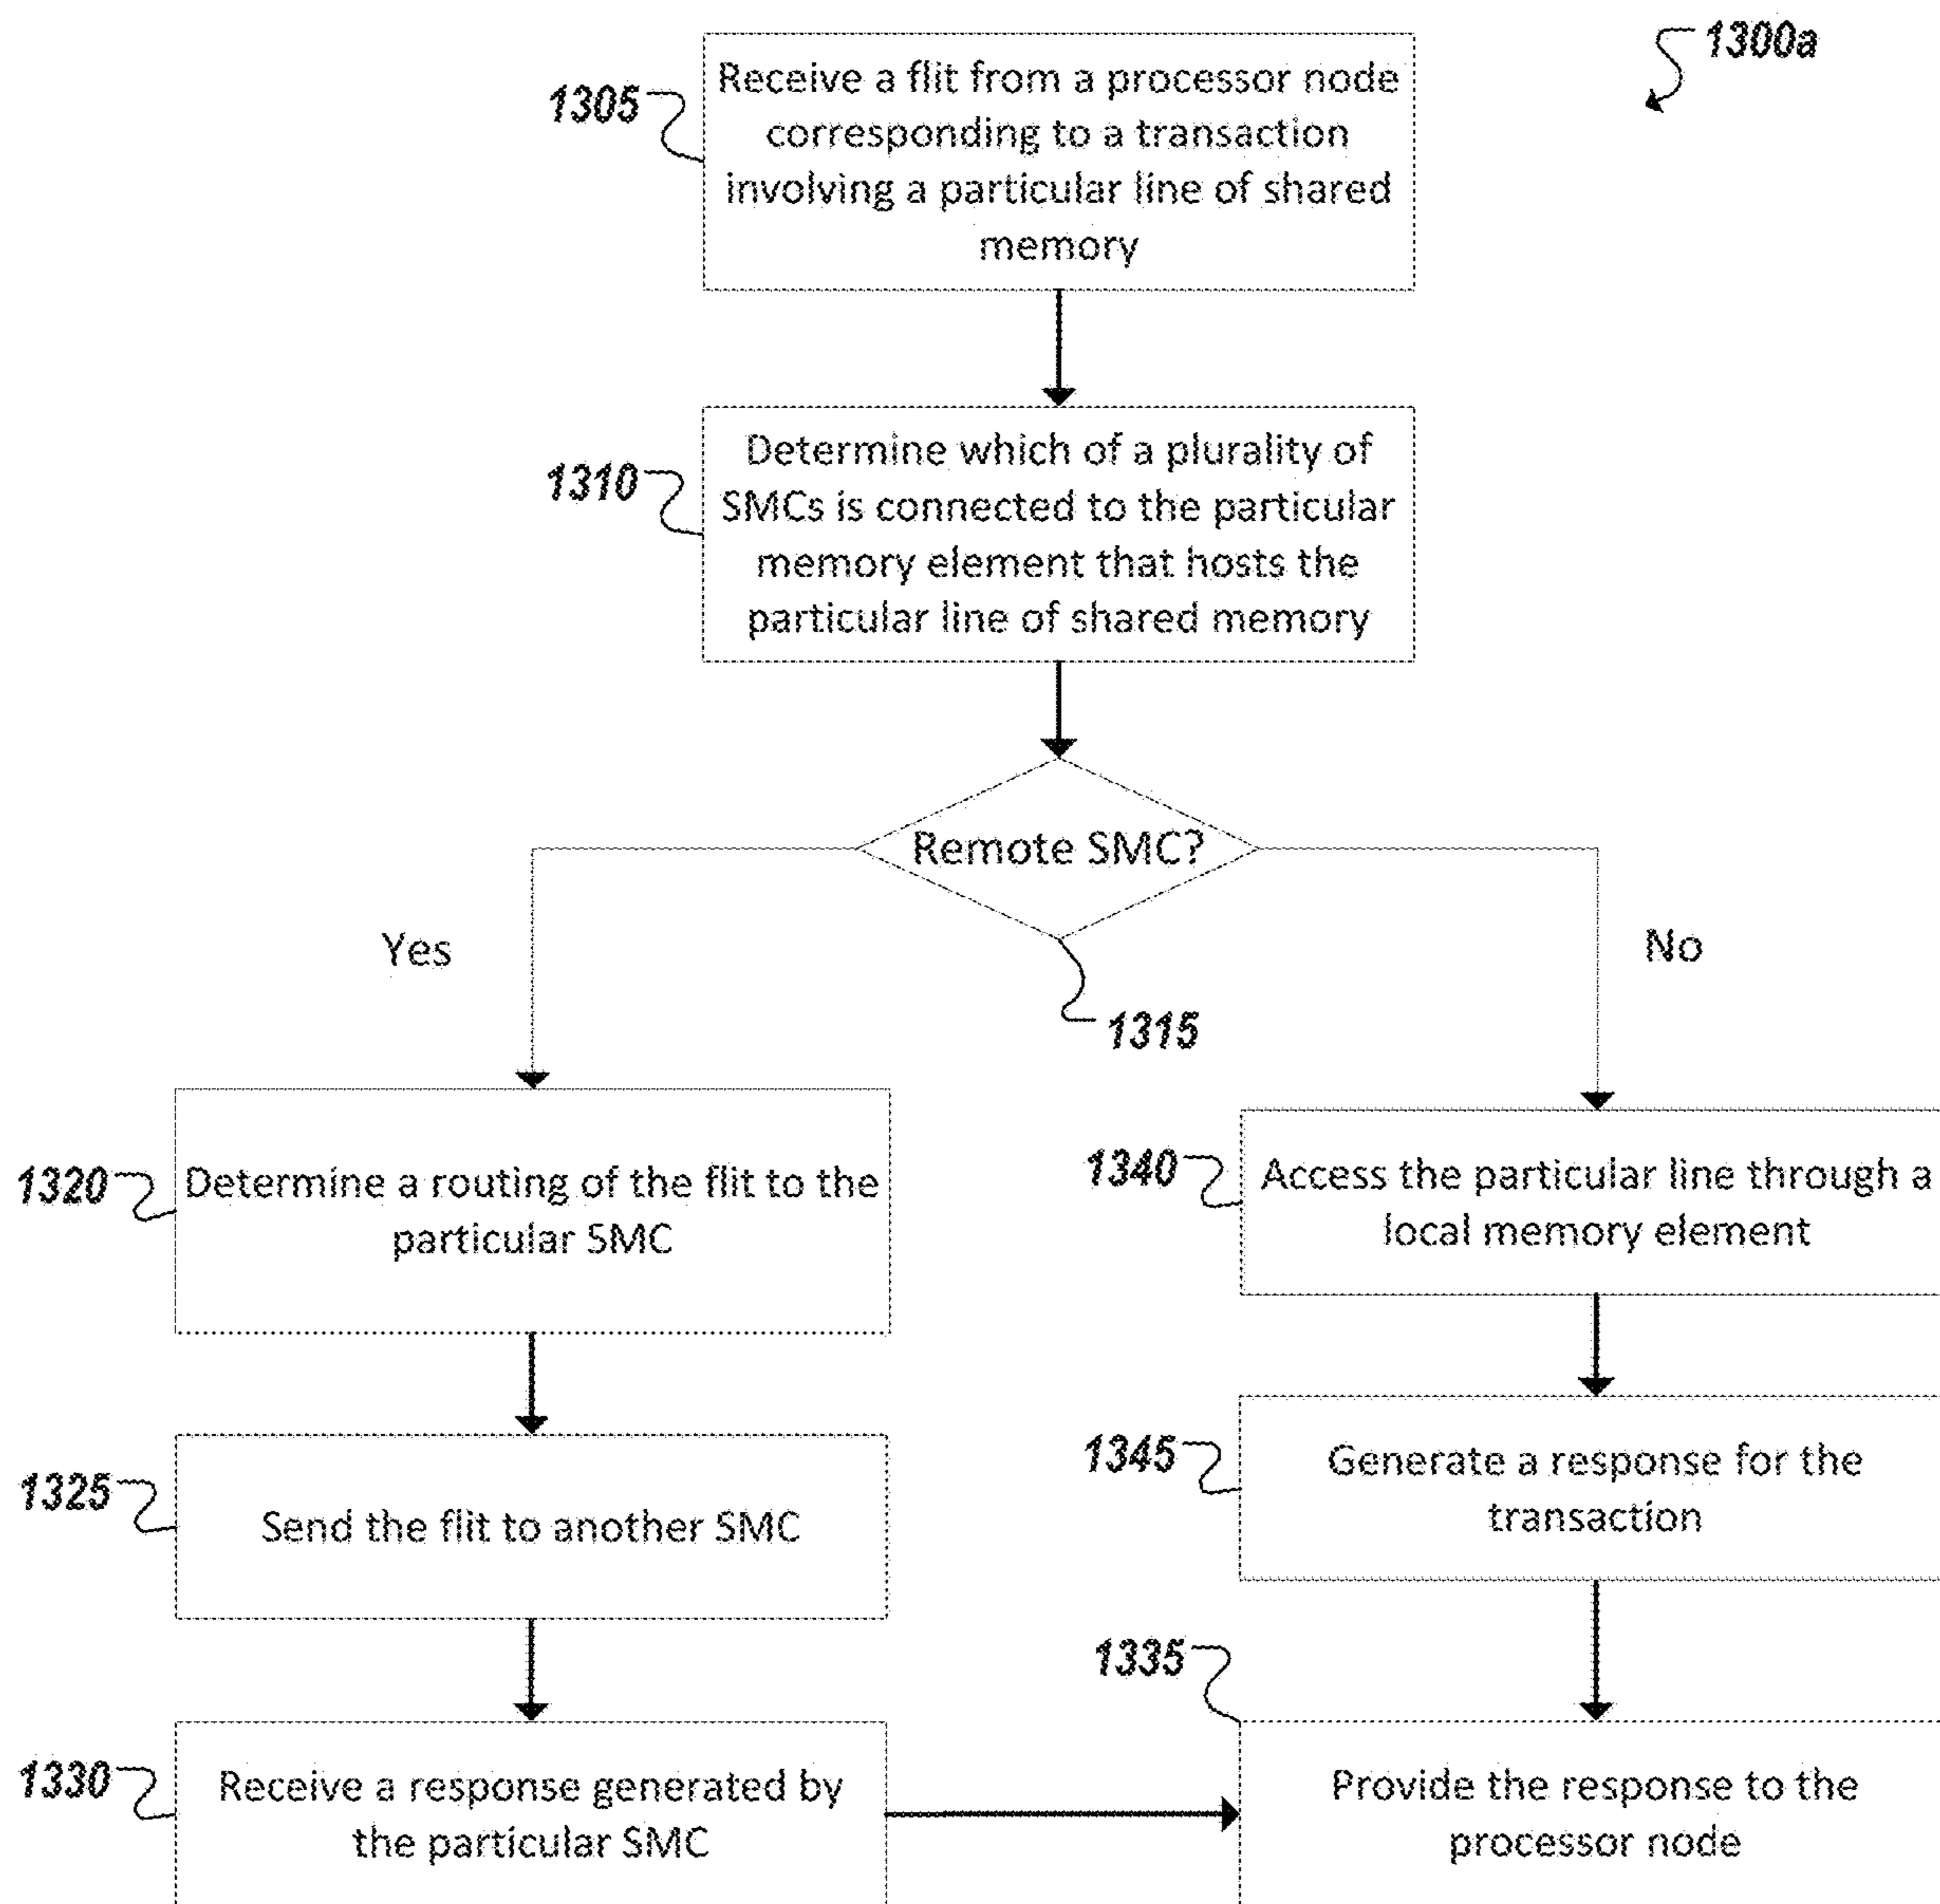 1300a
1305
Receive a flit from a processor node
corresponding to a transaction
involving a particular line of shared
memory
1310
Determine which of a plurality of
SMCs is connected to the particular
memory element that hosts the
particular line of shared memory
Remote SMC?
Yes
No
1315
1320
Determine a routing of the flit to the
particular SMC
1340
Access the particular line through a
local memory element
1325
Send the flit to another SMC
1345
Generate a response for the
transaction
1330
Receive a response generated by
the particular SMC
1335
Provide the response to the
processor node